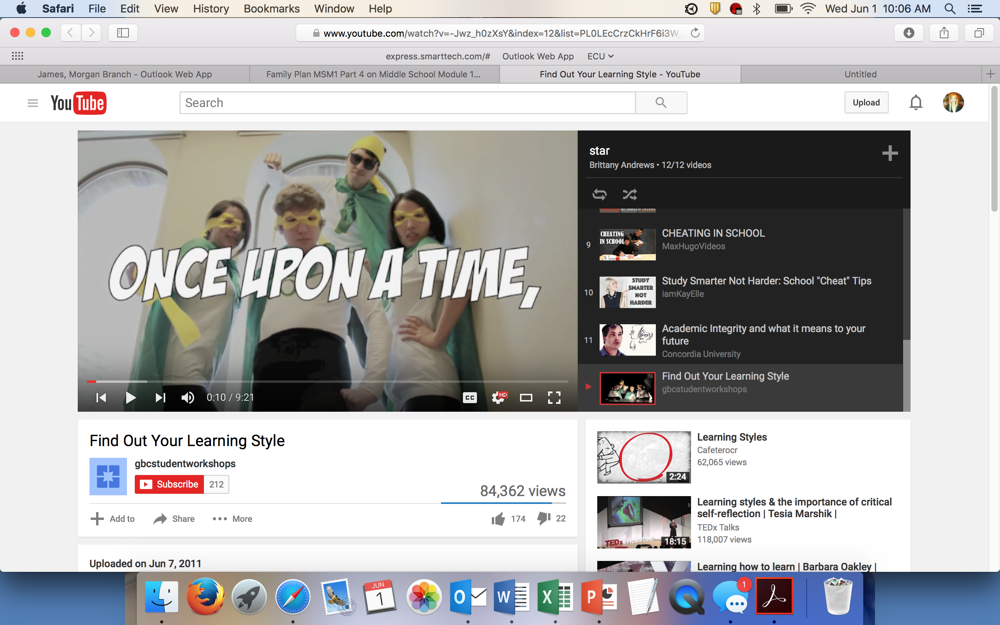 Safari File Edit View History Bookmarks Window Help Wed Jun 1 10:06 AM
www.youtube.com/watch?v=-Jwz_h0zXsY&index=12&list=PL0LEcCrzCkHrF6i3W_
express.smarttech.com/# Outlook Web App ECU
James, Morgan Branch - Outlook Web App Family Plan MSM1 Part 4 on Middle School Module 1... Find Out Your Learning Style - YouTube Untitled
YouTube Search Upload
star
Brittany Andrews • 12/12 videos
in Middle School
9 CHEATING IN SCHOOL CHEATING IN SCHOOL
MaxHugoVideos
Mr Teacher
10 STUDY SMARTER NOT HARDER Study Smarter Not Harder: School "Cheat" Tips
iamKayElle
11 Academic Integrity and what it means to your
future
Concordia University
Find Out Your Learning Style
gbcstudentworkshops
ONCE UPON A TIME,
0:10 / 9:21 CC HD
Find Out Your Learning Style
gbcstudentworkshops
Subscribe 212
84,362 views
Add to Share More 174 22
Uploaded on Jun 7, 2011
Learning Styles
Cafeterocr
62,065 views
2:24
Learning styles & the importance of critical
self-reflection | Tesia Marshik |
TEDx Talks
118,007 views
TEDx UWLaCrosse 18:15
Learning how to learn | Barbara Oakley |
JUN
1
O W X P 1